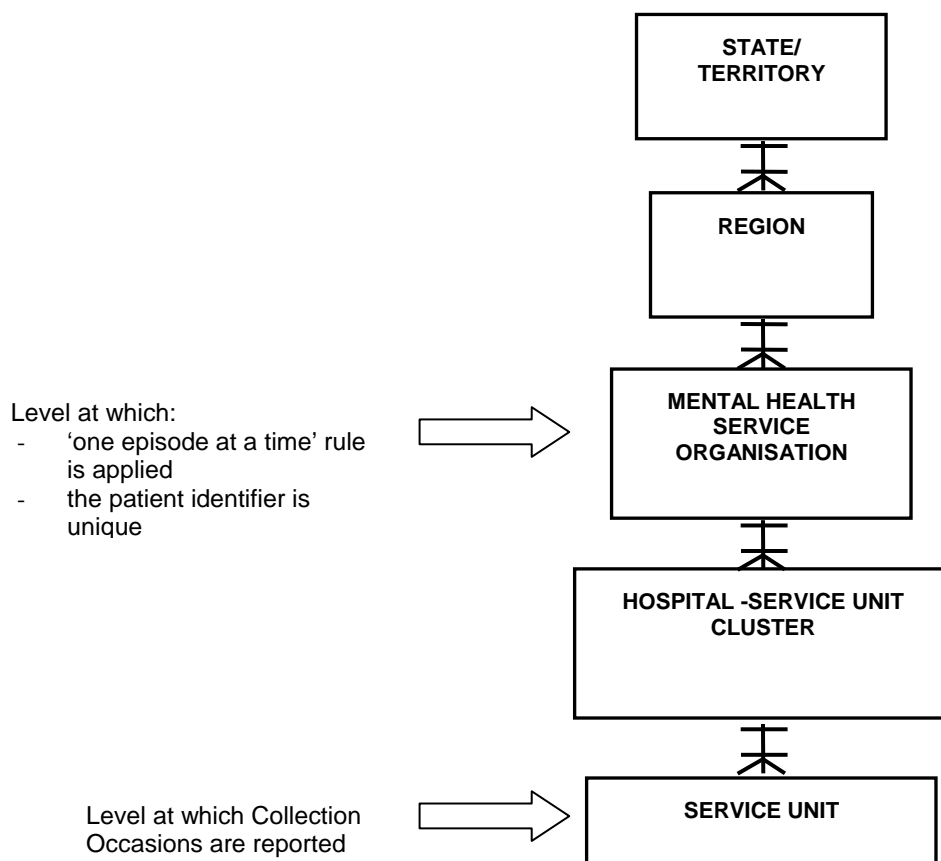 STATE/
TERRITORY
REGION
Level at which:
- ‘one episode at a time’ rule
is applied
- the patient identifier is
unique
MENTAL HEALTH
SERVICE
ORGANISATION
HOSPITAL -SERVICE UNIT
CLUSTER
Level at which Collection
Occasions are reported
SERVICE UNIT